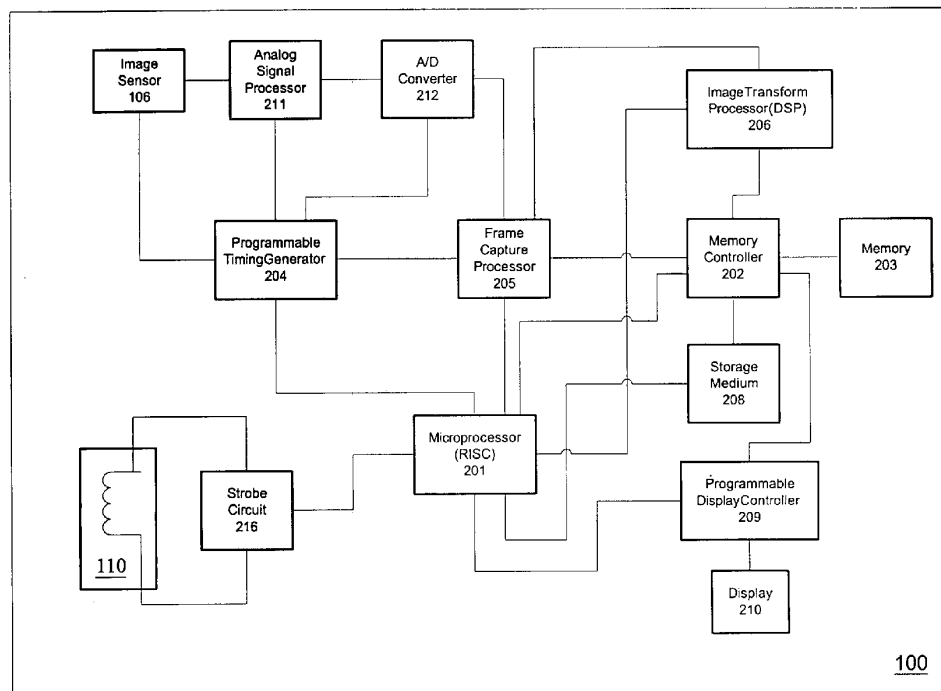 Image
Sensor
106
Analog
Signal
Processor
211
A/D
Converter
212
ImageTransform
Processor(DSP)
206
Programmable
TimingGenerator
204
Frame
Capture
Processor
205
Memory
Controller
202
Memory
203
Storage
Medium
208
Microprocessor
(RISC)
201
Strobe
Circuit
216
110
Programmable
DisplayController
209
Display
210
100